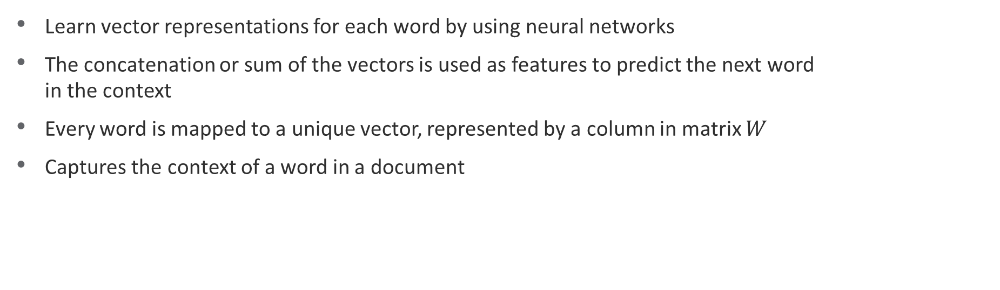 • Learn vector representations for each word by using neural networks
• The concatenation or sum of the vectors is used as features to predict the next word
in the context
• Every word is mapped to a unique vector, represented by a column in matrix W
• Captures the context of a word in a document